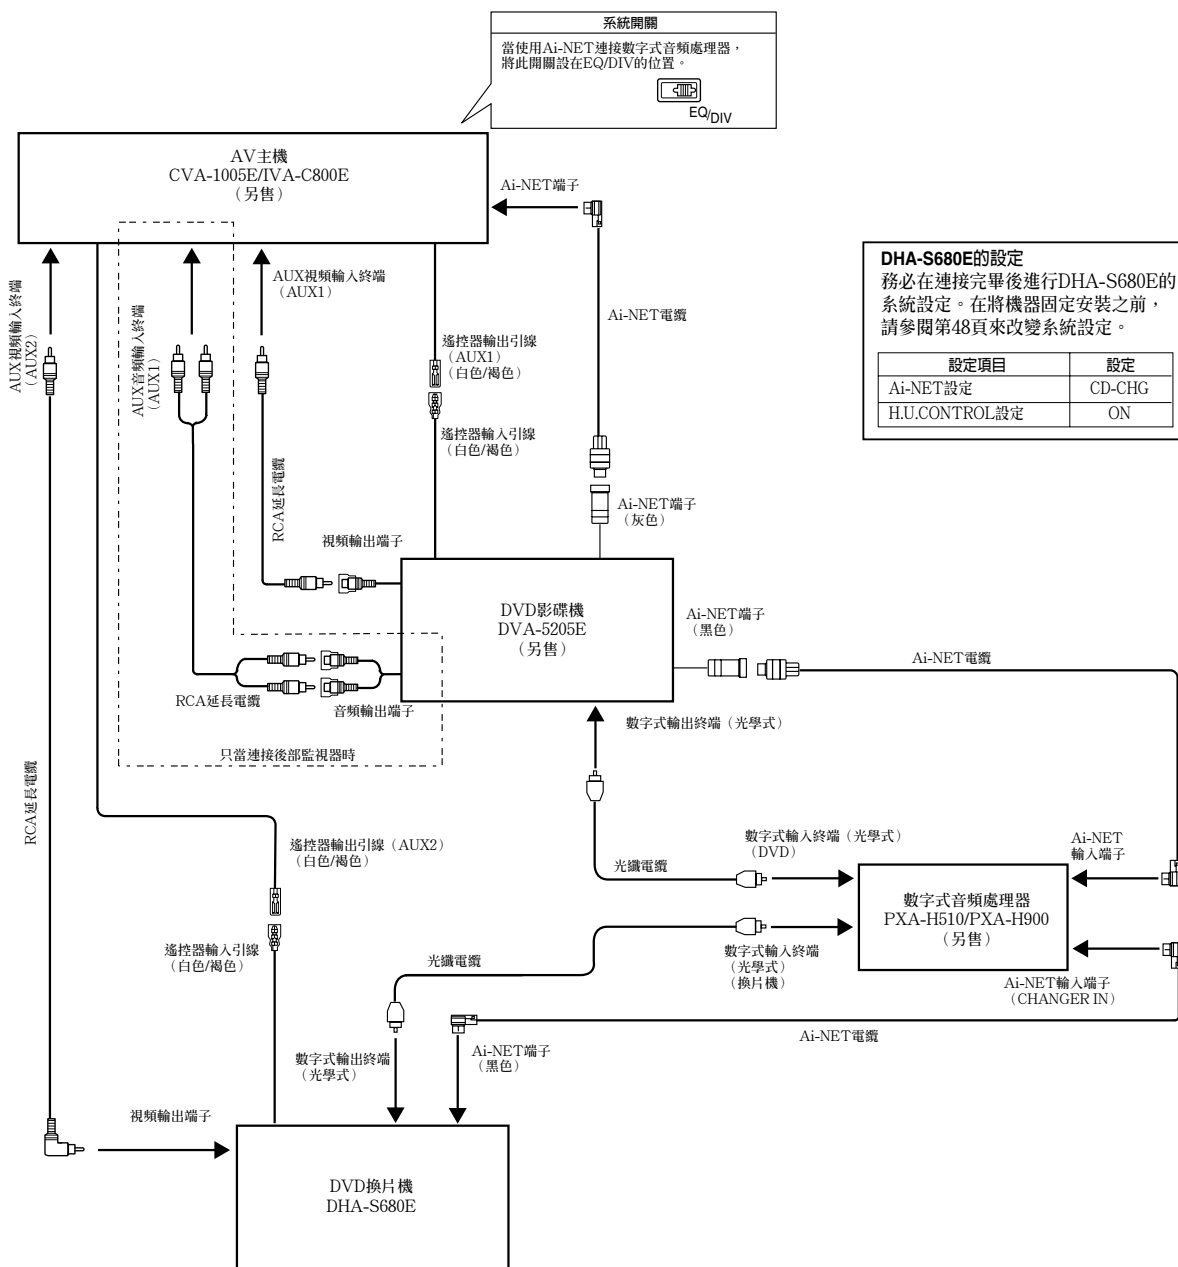 系統開關
當使用Ai-NET連接數字式音頻處理器，
將此開關設在EQ/DIV的位置。
EQ/DIV
AV主機
CVA-1005E/IVA-C800E
（另售）
Ai-NET端子
DHA-S680E的設定
務必在連接完畢後進行DHA-S680E的
系統設定。在將機器固定安裝之前，
請參閱第48頁來改變系統設定。
設定項目 設定
Ai-NET設定 CD-CHG
H.U.CONTROL設定 ON
AUX視頻輸入終端
（AUX2）
AUX音頻輸入終端
（AUX1）
AUX視頻輸入終端
（AUX1）
遙控器輸出引線
（AUX1）
（白色/褐色）
遙控器輸入引線
（白色/褐色）
Ai-NET電纜
Ai-NET端子
（灰色）
RCA延長電纜
視頻輸出端子
DVD影碟機
DVA-5205E
（另售）
Ai-NET端子
（黑色）
Ai-NET電纜
RCA延長電纜
音頻輸出端子
數字式輸出終端（光學式）
只當連接後部監視器時
RCA延長電纜
遙控器輸出引線（AUX2）
（白色/褐色）
數字式輸入終端（光學式）
（DVD）
Ai-NET
輸入端子
光纖電纜
數字式音頻處理器
PXA-H510/PXA-H900
（另售）
遙控器輸入引線
（白色/褐色）
光纖電纜
數字式輸入終端
（光學式）
（換片機）
Ai-NET輸入端子
（CHANGER IN）
Ai-NET電纜
數字式輸出終端
（光學式）
Ai-NET端子
（黑色）
視頻輸出端子
DVD換片機
DHA-S680E